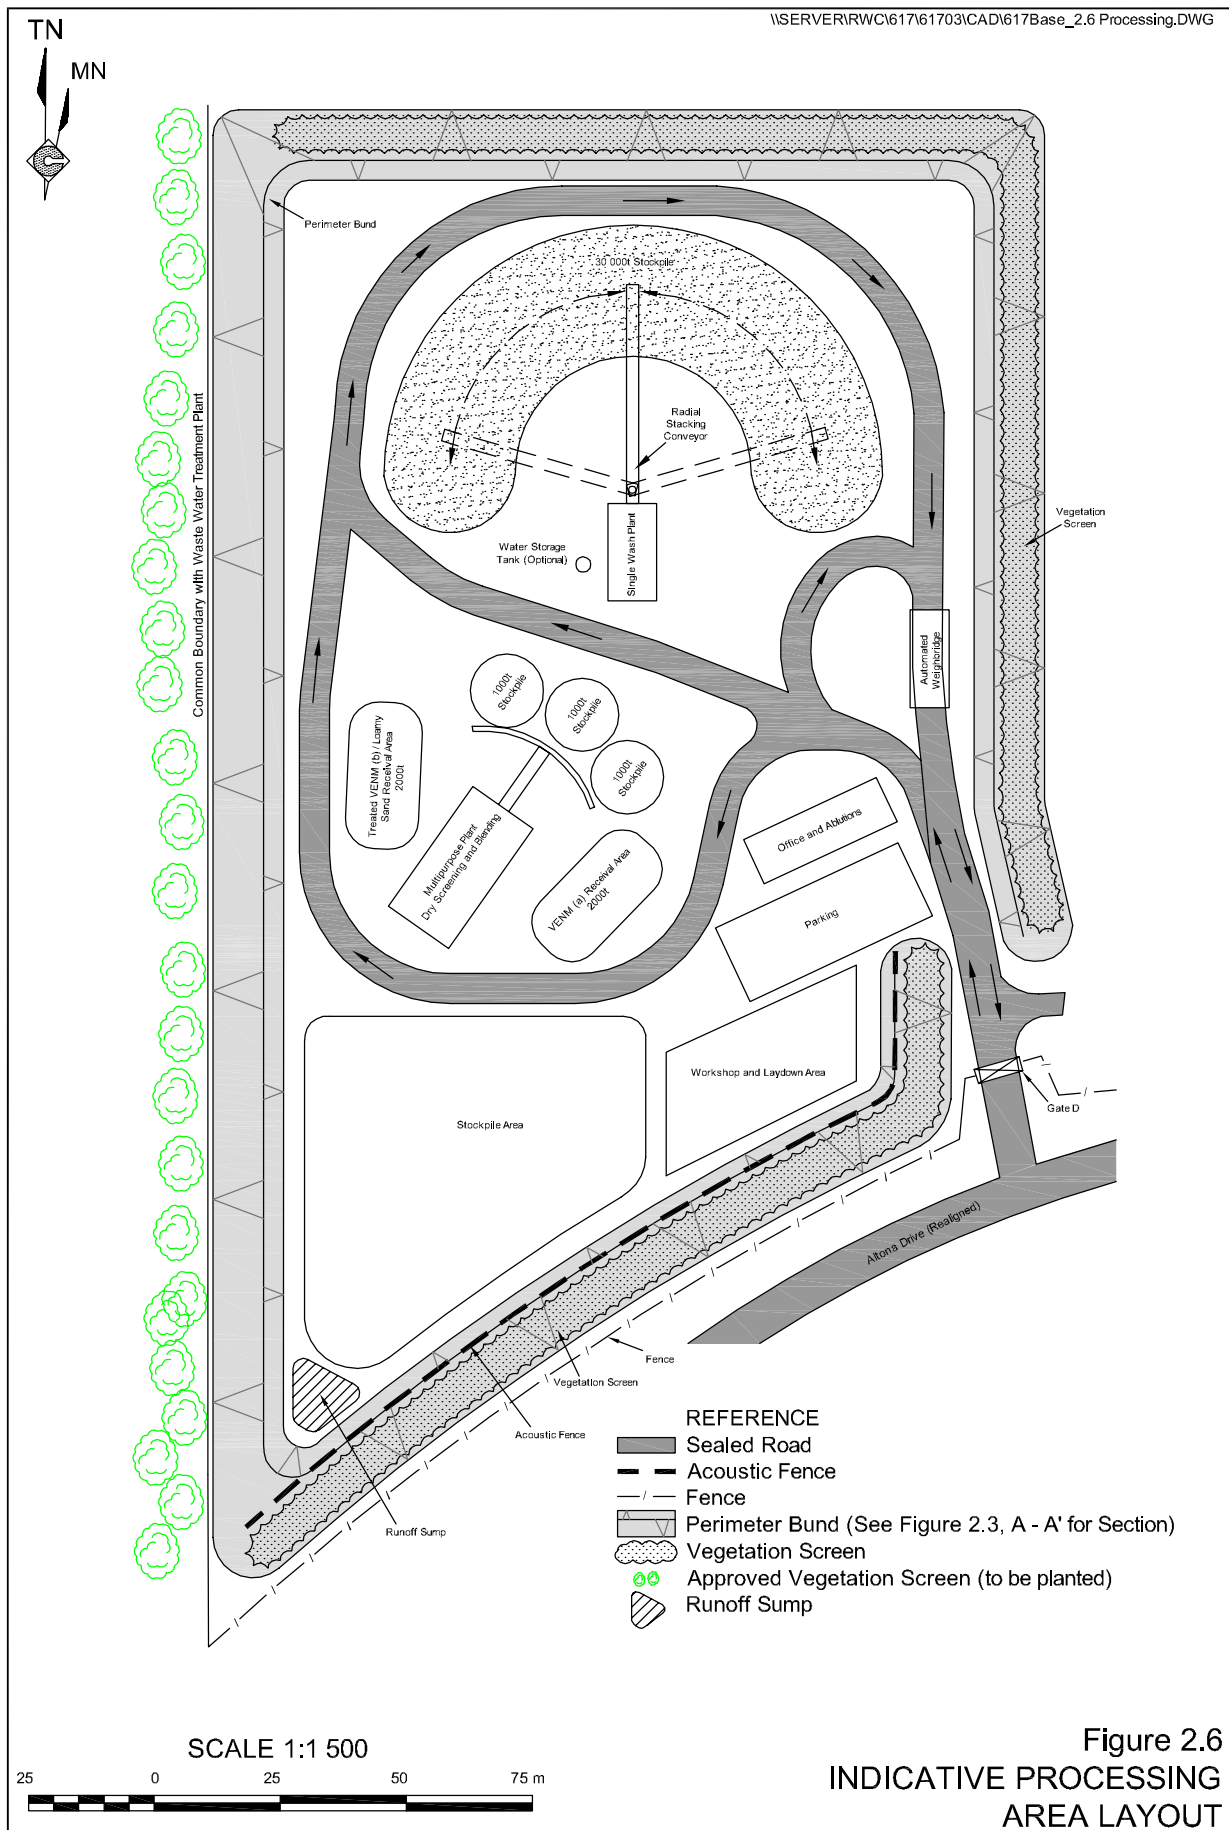 \\SERVER\RWC\617\61703\CAD\617Base_2.6 Processing.DWG
TN
MN
Perimeter Bund
30 000t Stockpile
Radial
Stacking
Conveyor
Common Boundary with Waste Water Treatment Plant
Vegetation
Screen
Water Storage
Tank (Optional)
Single Wash Plant
Automated
Weighbridge
1000t
Stockpile
1000t
Stockpile
1000t
Stockpile
Treated VENM (b) / Loamy
Sand Receival Area
2000t
Multipurpose Plant
Dry Screening and Blending
VENM (a) Receival Area
2000t
Office and Ablutions
Parking
Workshop and Laydown Area
Gate D
Stockpile Area
Altona Drive (Realigned)
Fence
Vegetation Screen
Acoustic Fence
Runoff Sump
REFERENCE
Sealed Road
Acoustic Fence
Fence
Perimeter Bund (See Figure 2.3, A - A' for Section)
Vegetation Screen
Approved Vegetation Screen (to be planted)
Runoff Sump
SCALE 1:1 500
25 0 25 50 75 m
Figure 2.6
INDICATIVE PROCESSING
AREA LAYOUT